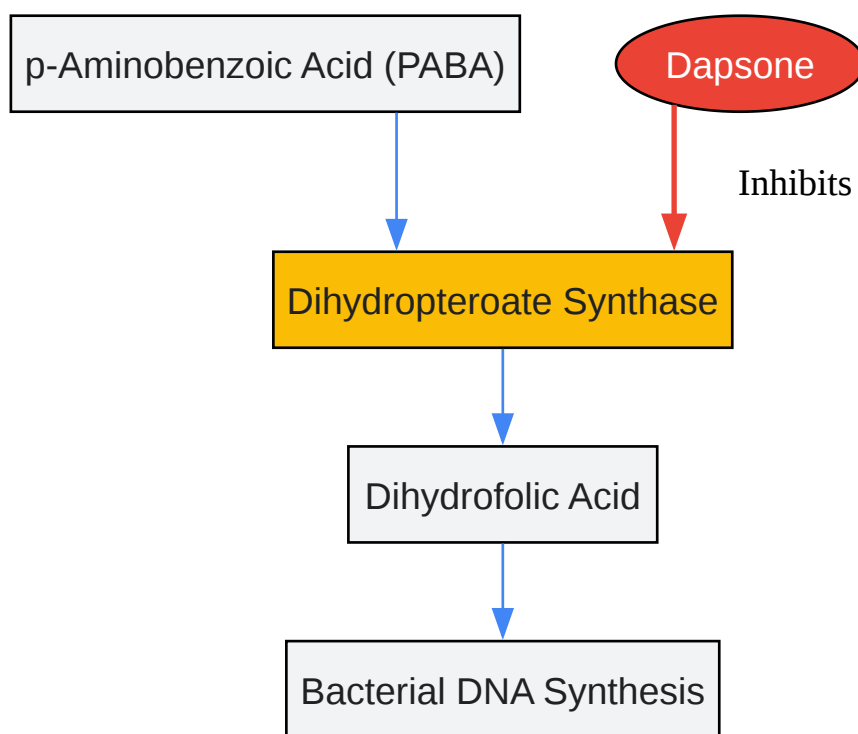 p-Aminobenzoic Acid (PABA)
Dapsone
Inhibits
Dihydropteroate Synthase
Dihydrofolic Acid
Bacterial DNA Synthesis